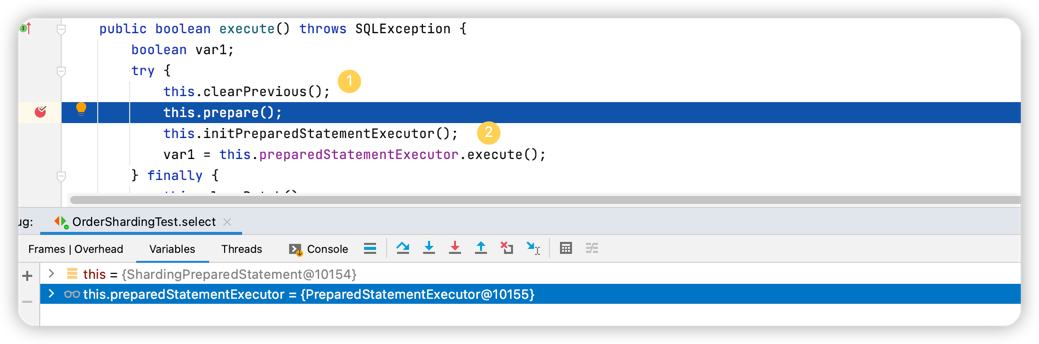 public boolean execute() throws SQLException {
boolean var1;
try {
1
this.clearPrevious();
this.prepare();
this.initPreparedStatementExecutor();
2
var1 = this.preparedStatementExecutor.execute();
} finally {
ug:
OrderShardingTest.select
Frames | Overhead
Variables
Threads
Console
this = {ShardingPreparedStatement@10154}
this.preparedStatementExecutor = {PreparedStatementExecutor@10155}